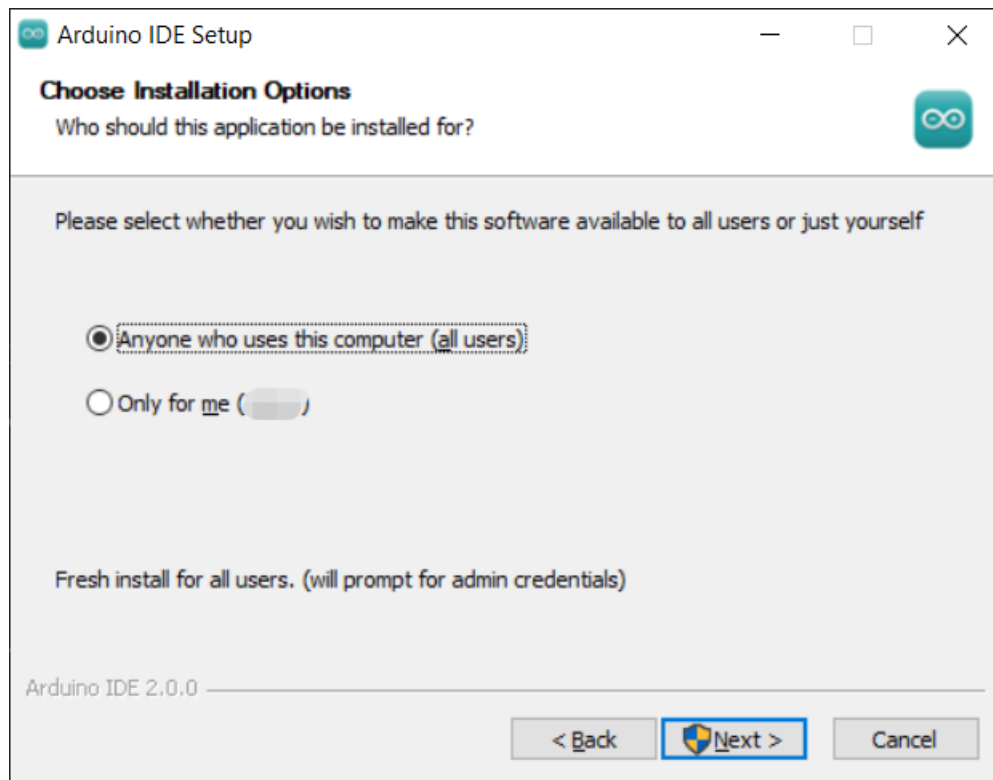 Arduino IDE Setup
Choose Installation Options
Who should this application be installed for?
Please select whether you wish to make this software available to all users or just yourself
Anyone who uses this computer (all users)
Only for me ( )
Fresh install for all users. (will prompt for admin credentials)
Arduino IDE 2.0.0
< Back Next > Cancel